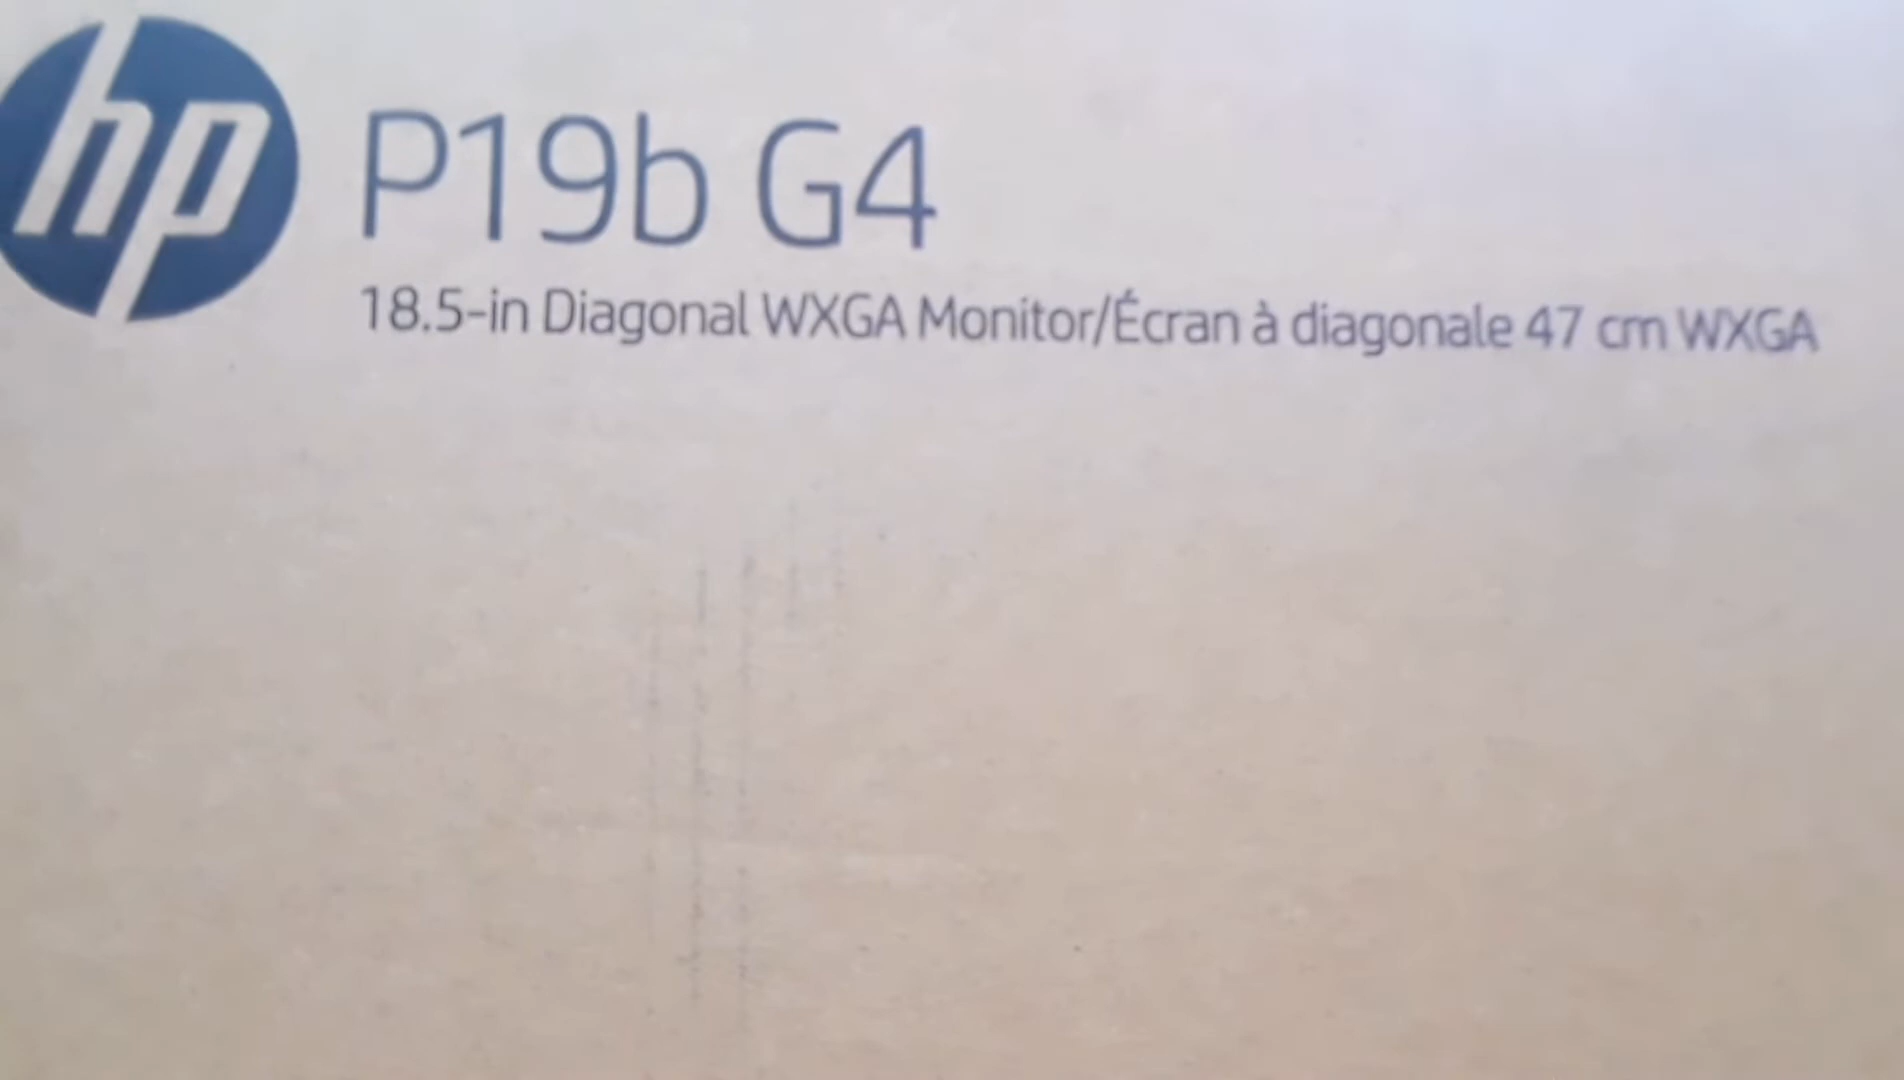 hp
P19b G4
18.5-in Diagonal WXGA Monitor/Écran à diagonale 47 cm WXGA